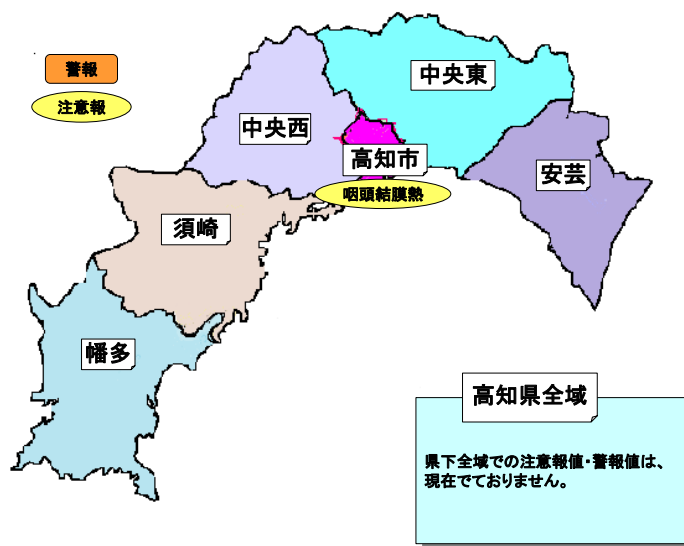 警報
注意報
中央東
中央西
高知市
安芸
咽頭結膜熱
須崎
幡多
高知県全域
県下全域での注意報値・警報値は、
現在でておりません。